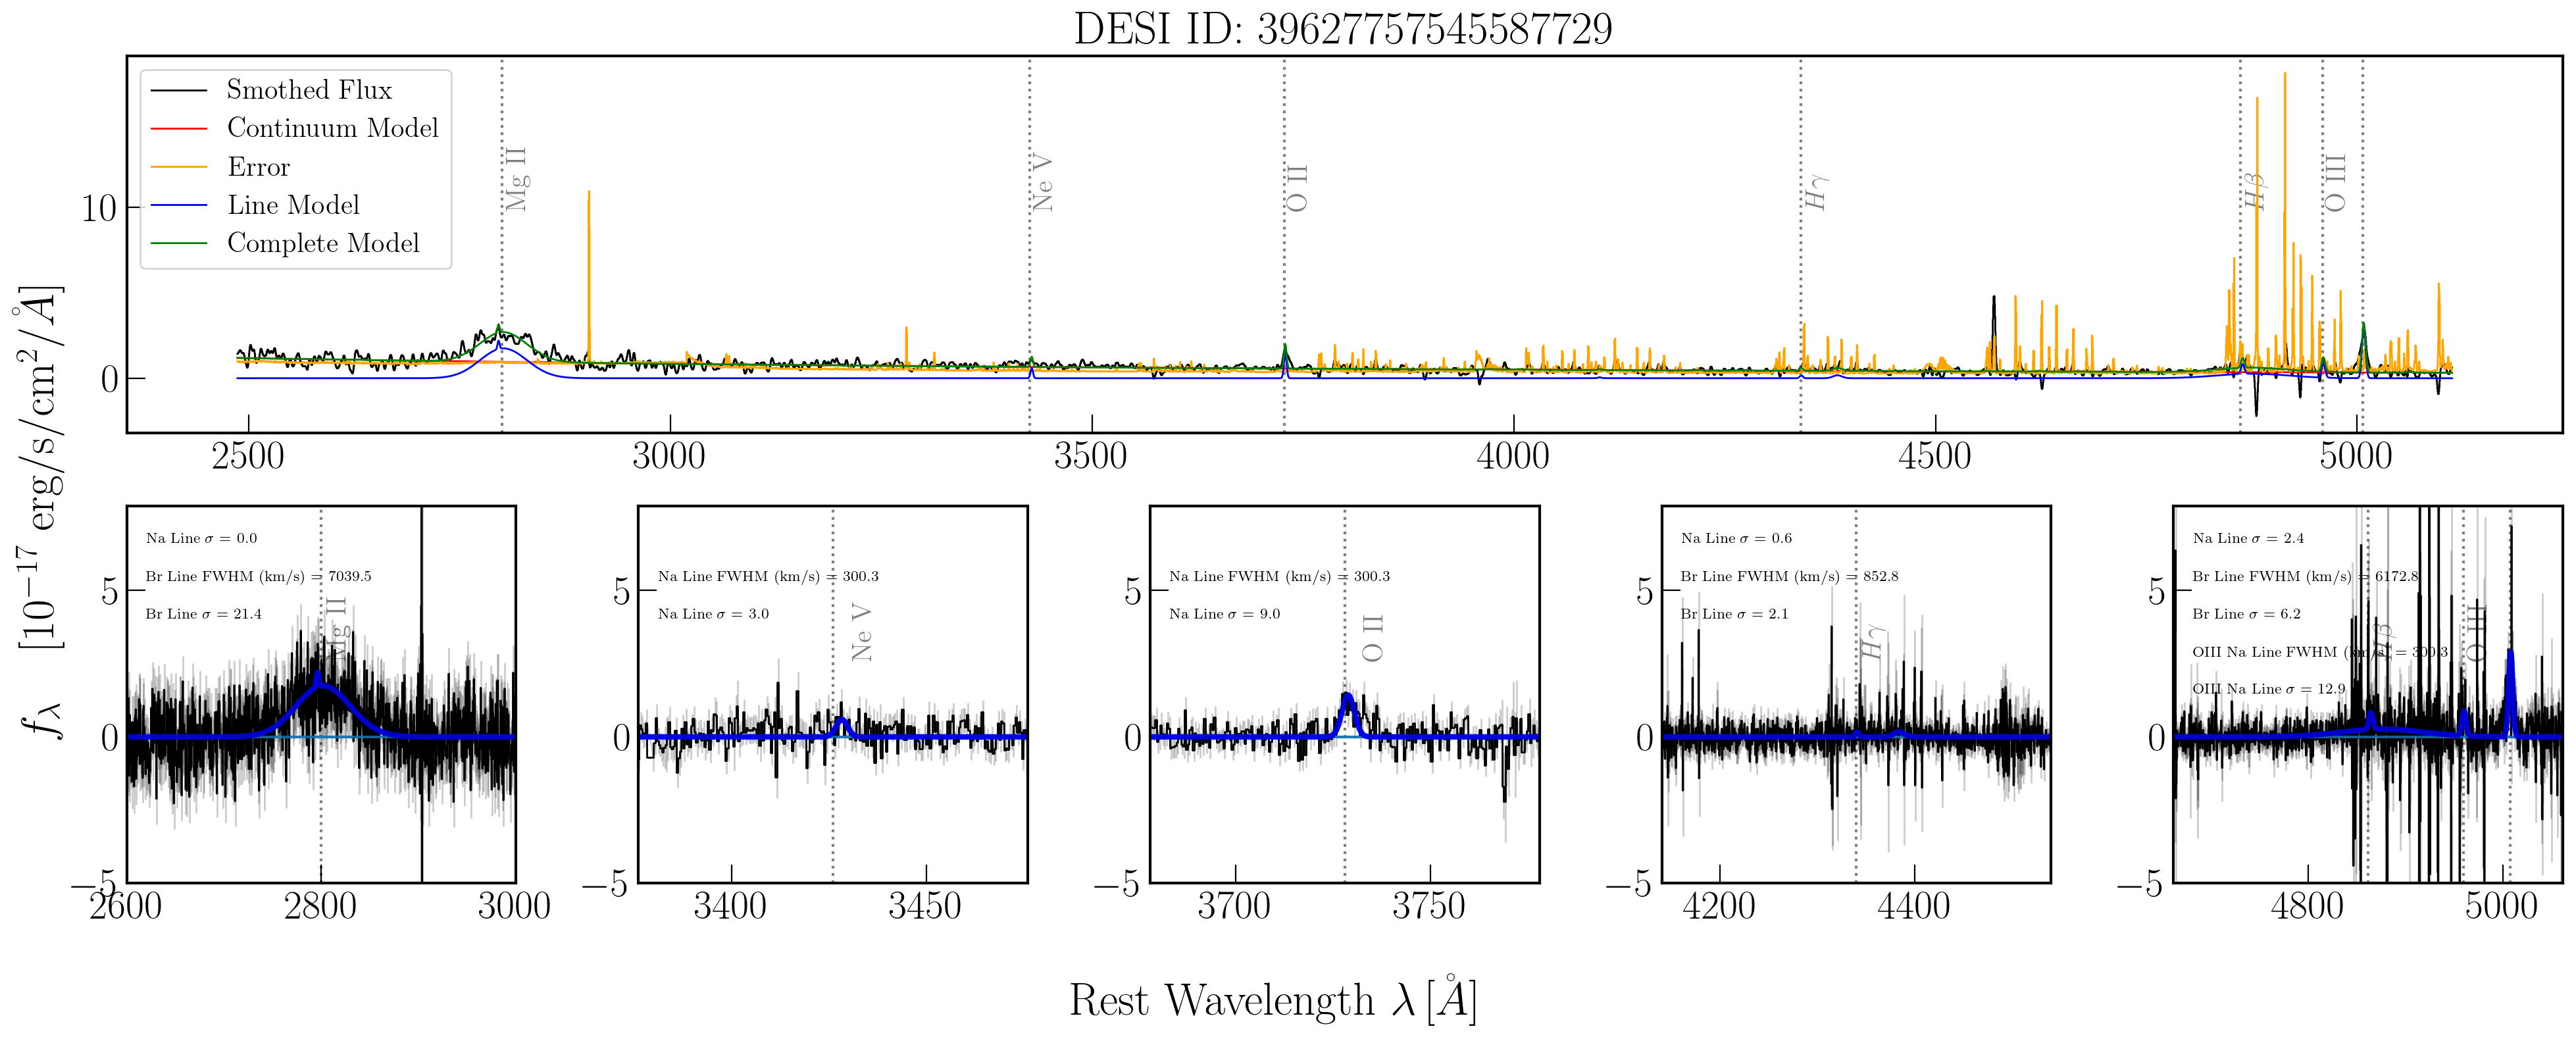 DESI ID: 39627757545587729
Smothed Flux
Continuum Model
Error
Line Model
Complete Model
Mg II
Ne V
O II
Hγ
Hβ
O III
10
0
2500 3000 3500 4000 4500 5000
f_λ [10⁻¹⁷ erg/s/cm²/Å]
Na Line σ = 0.0
Br Line FWHM (km/s) = 7039.5
Br Line σ = 21.4
Mg II
5
0
−5
2600 2800 3000
Na Line FWHM (km/s) = 300.3
Na Line σ = 3.0
Ne V
5
0
−5
3400 3450
Na Line FWHM (km/s) = 300.3
Na Line σ = 9.0
O II
5
0
−5
3700 3750
Na Line σ = 0.6
Br Line FWHM (km/s) = 852.8
Br Line σ = 2.1
Hγ
5
0
−5
4200 4400
Na Line σ = 2.4
Br Line FWHM (km/s) = 6172.8
Br Line σ = 6.2
OIII Na Line FWHM (km/s) = 300.3
OIII Na Line σ = 12.9
Hβ
O III
5
0
−5
4800 5000
Rest Wavelength λ [Å]